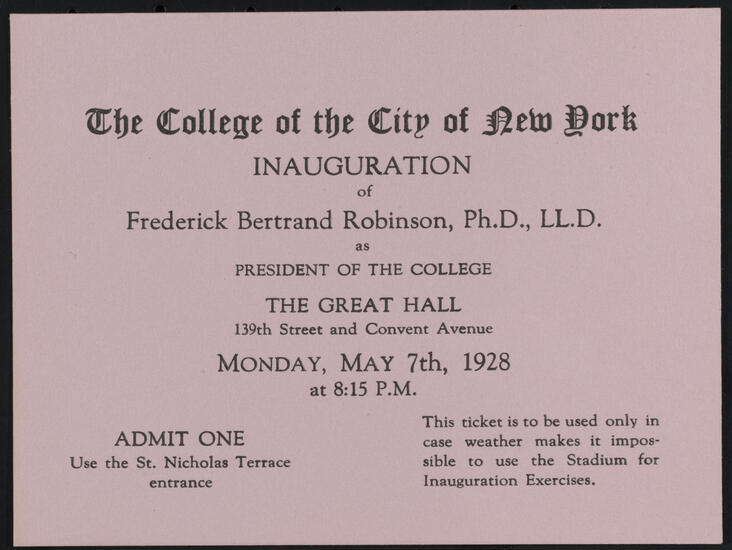 The College of the City of New York
INAUGURATION
of
Frederick Bertrand Robinson, Ph.D., LL.D.
as
PRESIDENT OF THE COLLEGE
THE GREAT HALL
139th Street and Convent Avenue
MONDAY, MAY 7th, 1928
at 8:15 P.M.
ADMIT ONE
Use the St. Nicholas Terrace
entrance
This ticket is to be used only in
case weather makes it impos-
sible to use the Stadium for
Inauguration Exercises.